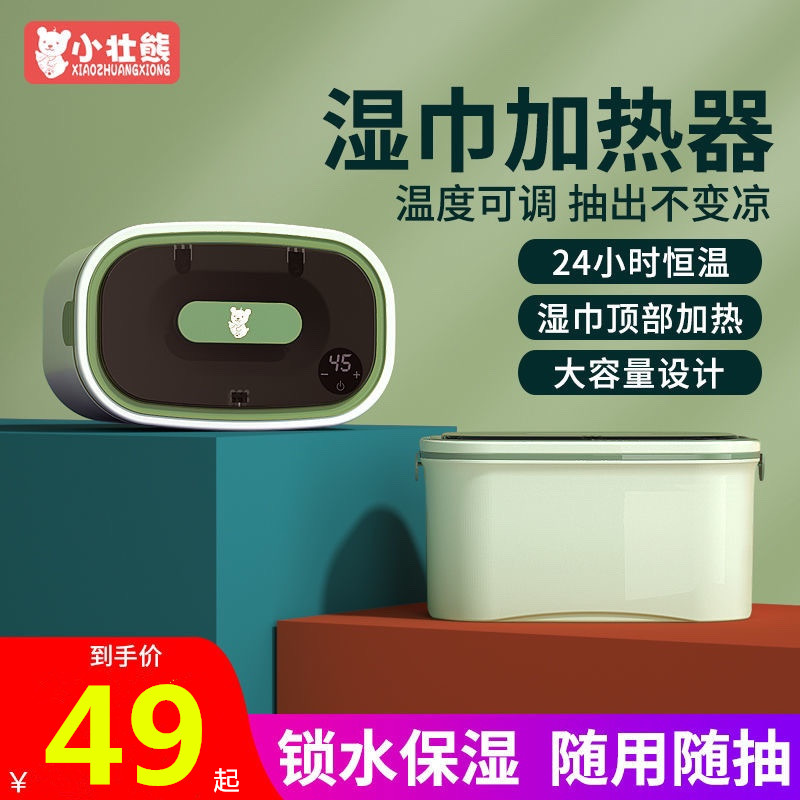 小壮熊
XIAOZHUANGXIONG
湿巾加热器
温度可调 抽出不变凉
24小时恒温
湿巾顶部加热
大容量设计
45
− +
到手价
¥ 49 起
锁水保湿 随用随抽